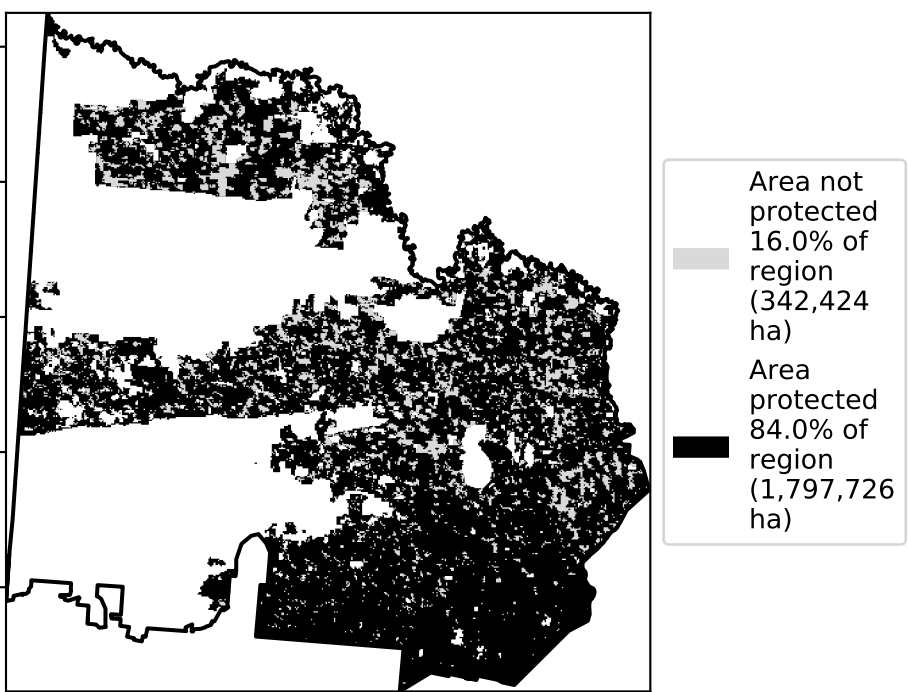 Area not
protected
16.0% of
region
(342,424
ha)
Area
protected
84.0% of
region
(1,797,726
ha)